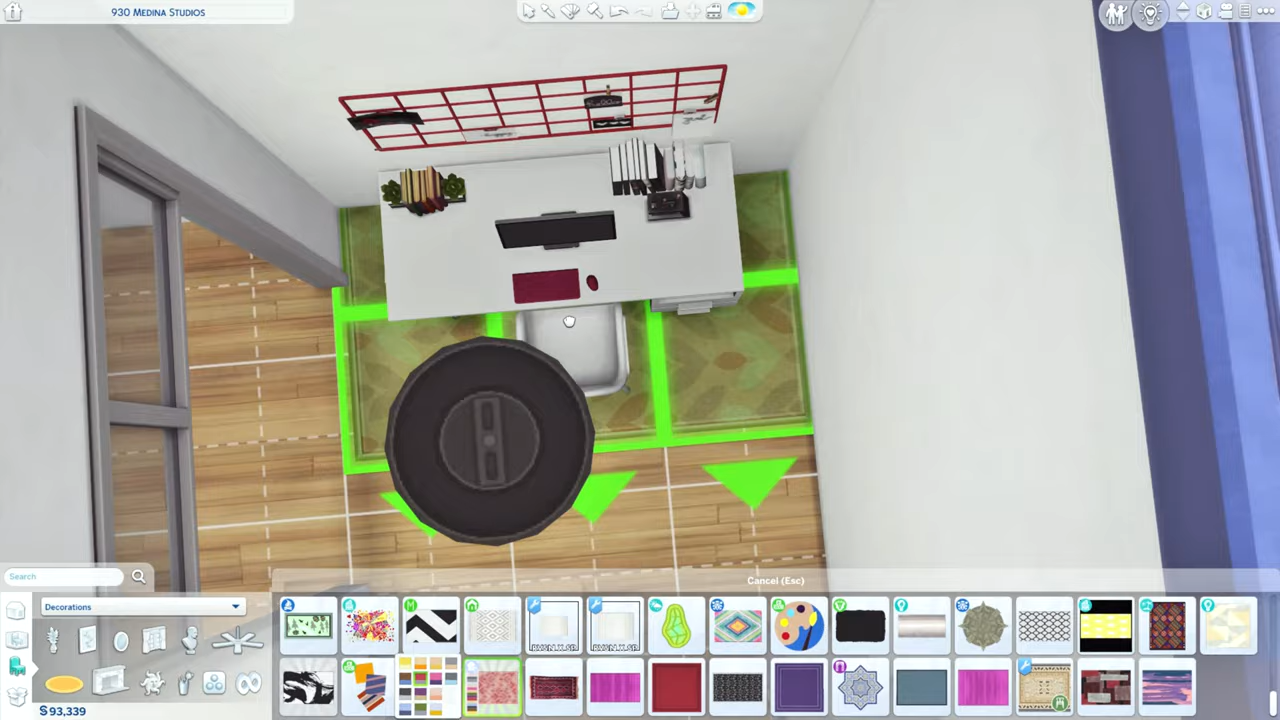 930 MEDINA STUDIOS
Cancel (Esc)
Search
Decorations
$93,339